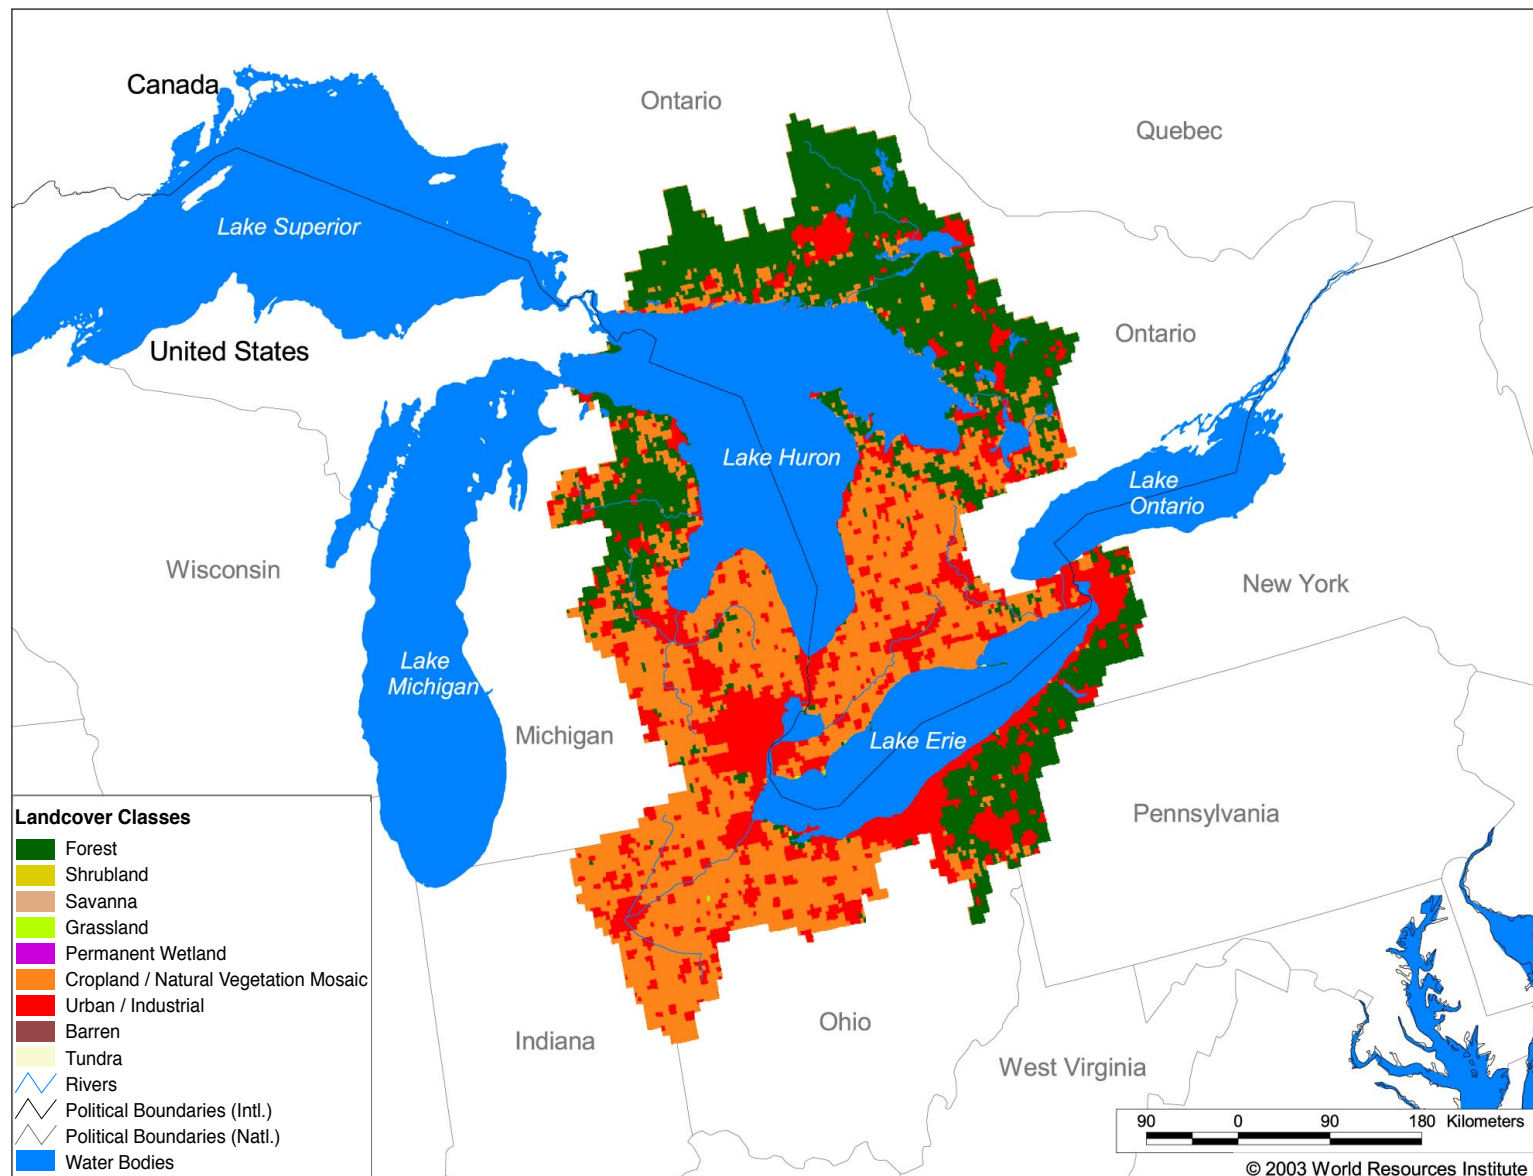 Canada
Ontario
Quebec
Lake Superior
United States
Ontario
Lake Huron
Lake
Ontario
Wisconsin
New York
Lake
Michigan
Michigan
Lake Erie
Pennsylvania
Indiana
Ohio
West Virginia
Landcover Classes
Forest
Shrubland
Savanna
Grassland
Permanent Wetland
Cropland / Natural Vegetation Mosaic
Urban / Industrial
Barren
Tundra
Rivers
Political Boundaries (Intl.)
Political Boundaries (Natl.)
Water Bodies
90 0 90 180 Kilometers
© 2003 World Resources Institute